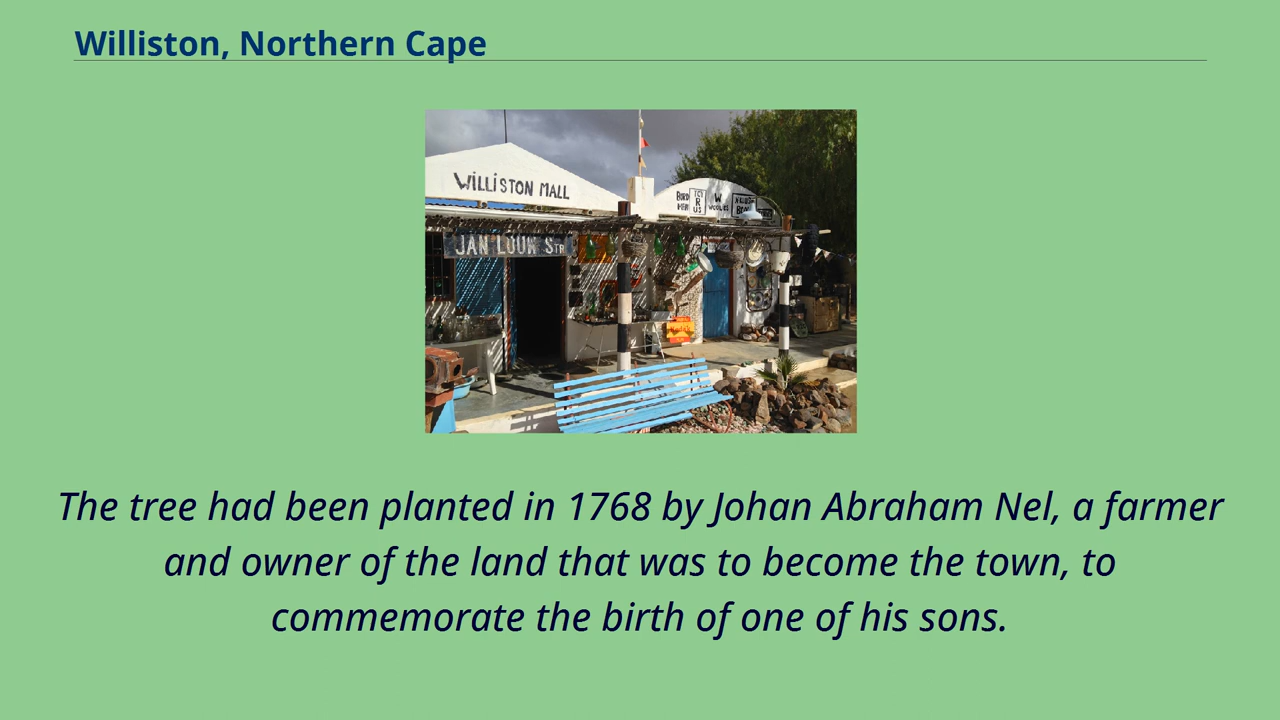 Williston, Northern Cape
WILLISTON MALL
JAN LOUW STR
The tree had been planted in 1768 by Johan Abraham Nel, a farmer
and owner of the land that was to become the town, to
commemorate the birth of one of his sons.